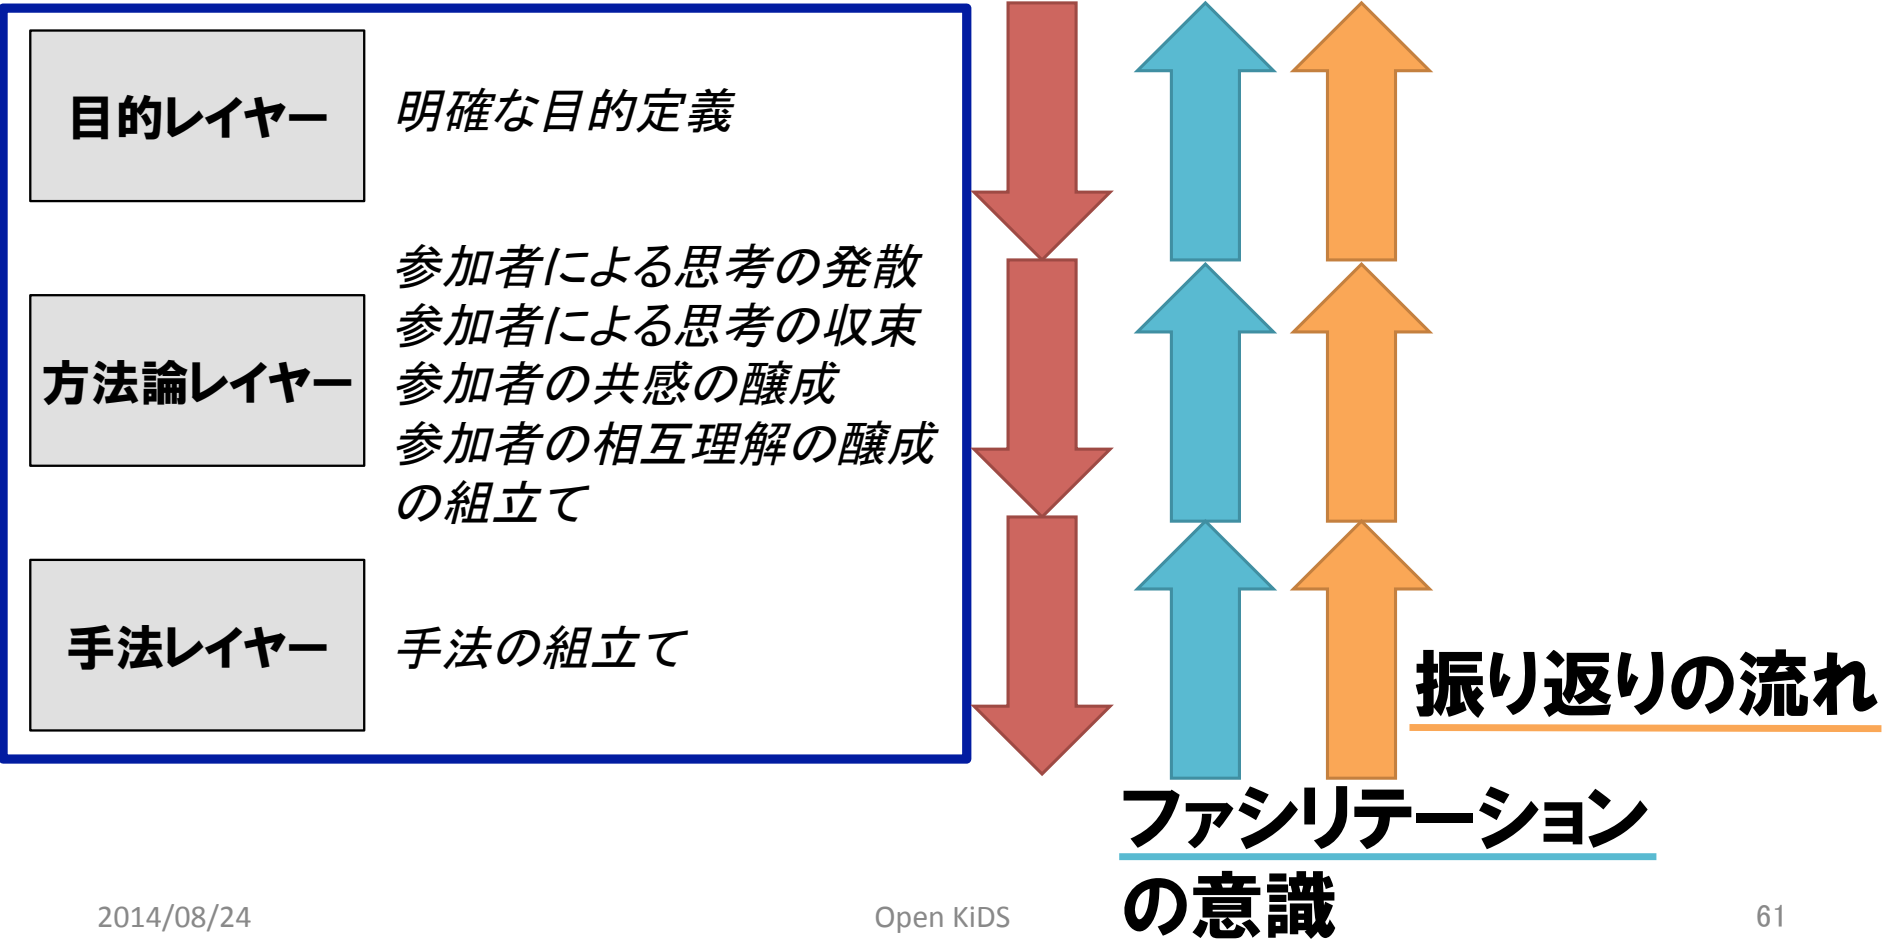 目的レイヤー
明確な目的定義
方法論レイヤー
参加者による思考の発散
参加者による思考の収束
参加者の共感の醸成
参加者の相互理解の醸成
の組立て
手法レイヤー
手法の組立て
振り返りの流れ
ファシリテーション
の意識
2014/08/24
Open KiDS
61